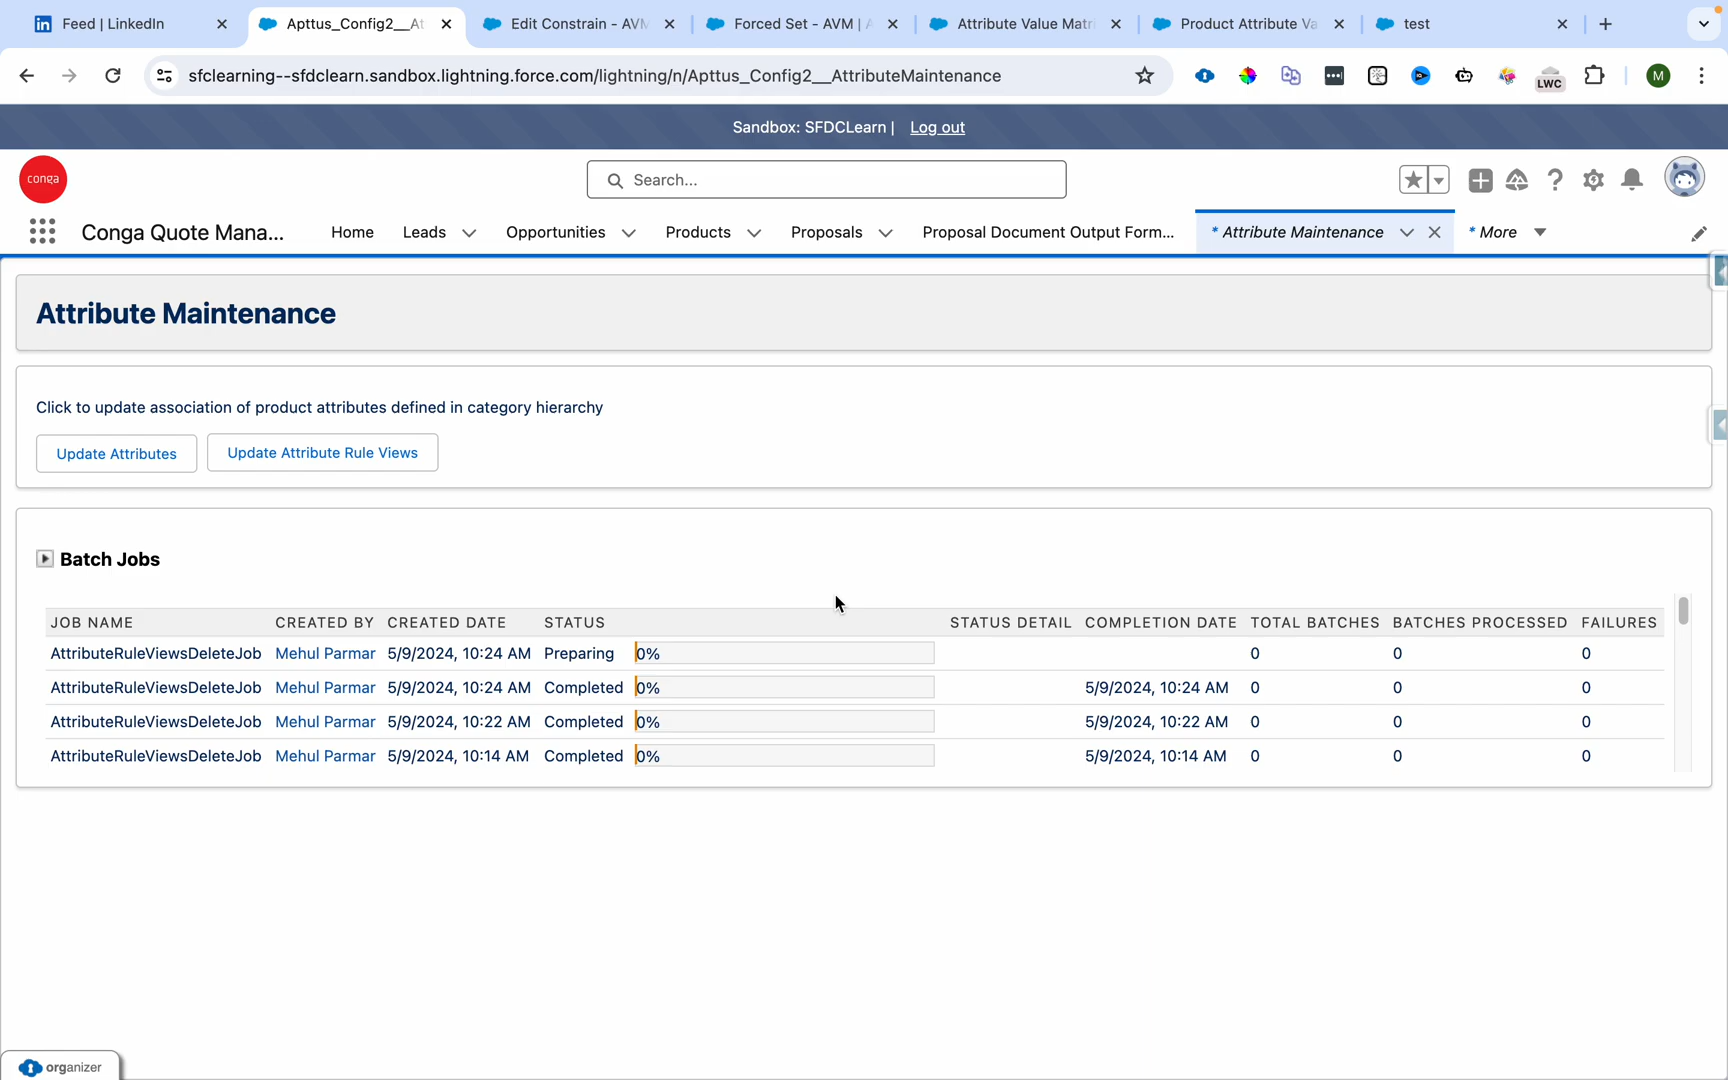 Feed | LinkedIn
Apttus_Config2__At
Edit Constrain - AVM
Forced Set - AVM | A
Attribute Value Matri
Product Attribute Va
test
sfclearning--sfdclearn.sandbox.lightning.force.com/lightning/n/Apttus_Config2__AttributeMaintenance
LWC
M
Sandbox: SFDCLearn | Log out
conga
Search...
Conga Quote Mana...
Home
Leads
Opportunities
Products
Proposals
Proposal Document Output Form...
* Attribute Maintenance
* More
Attribute Maintenance
Click to update association of product attributes defined in category hierarchy
Update Attributes
Update Attribute Rule Views
Batch Jobs
JOB NAME CREATED BY CREATED DATE STATUS STATUS DETAIL COMPLETION DATE TOTAL BATCHES BATCHES PROCESSED FAILURES
AttributeRuleViewsDeleteJob Mehul Parmar 5/9/2024, 10:24 AM Preparing 0% 0 0 0
AttributeRuleViewsDeleteJob Mehul Parmar 5/9/2024, 10:24 AM Completed 0% 5/9/2024, 10:24 AM 0 0 0
AttributeRuleViewsDeleteJob Mehul Parmar 5/9/2024, 10:22 AM Completed 0% 5/9/2024, 10:22 AM 0 0 0
AttributeRuleViewsDeleteJob Mehul Parmar 5/9/2024, 10:14 AM Completed 0% 5/9/2024, 10:14 AM 0 0 0
organizer